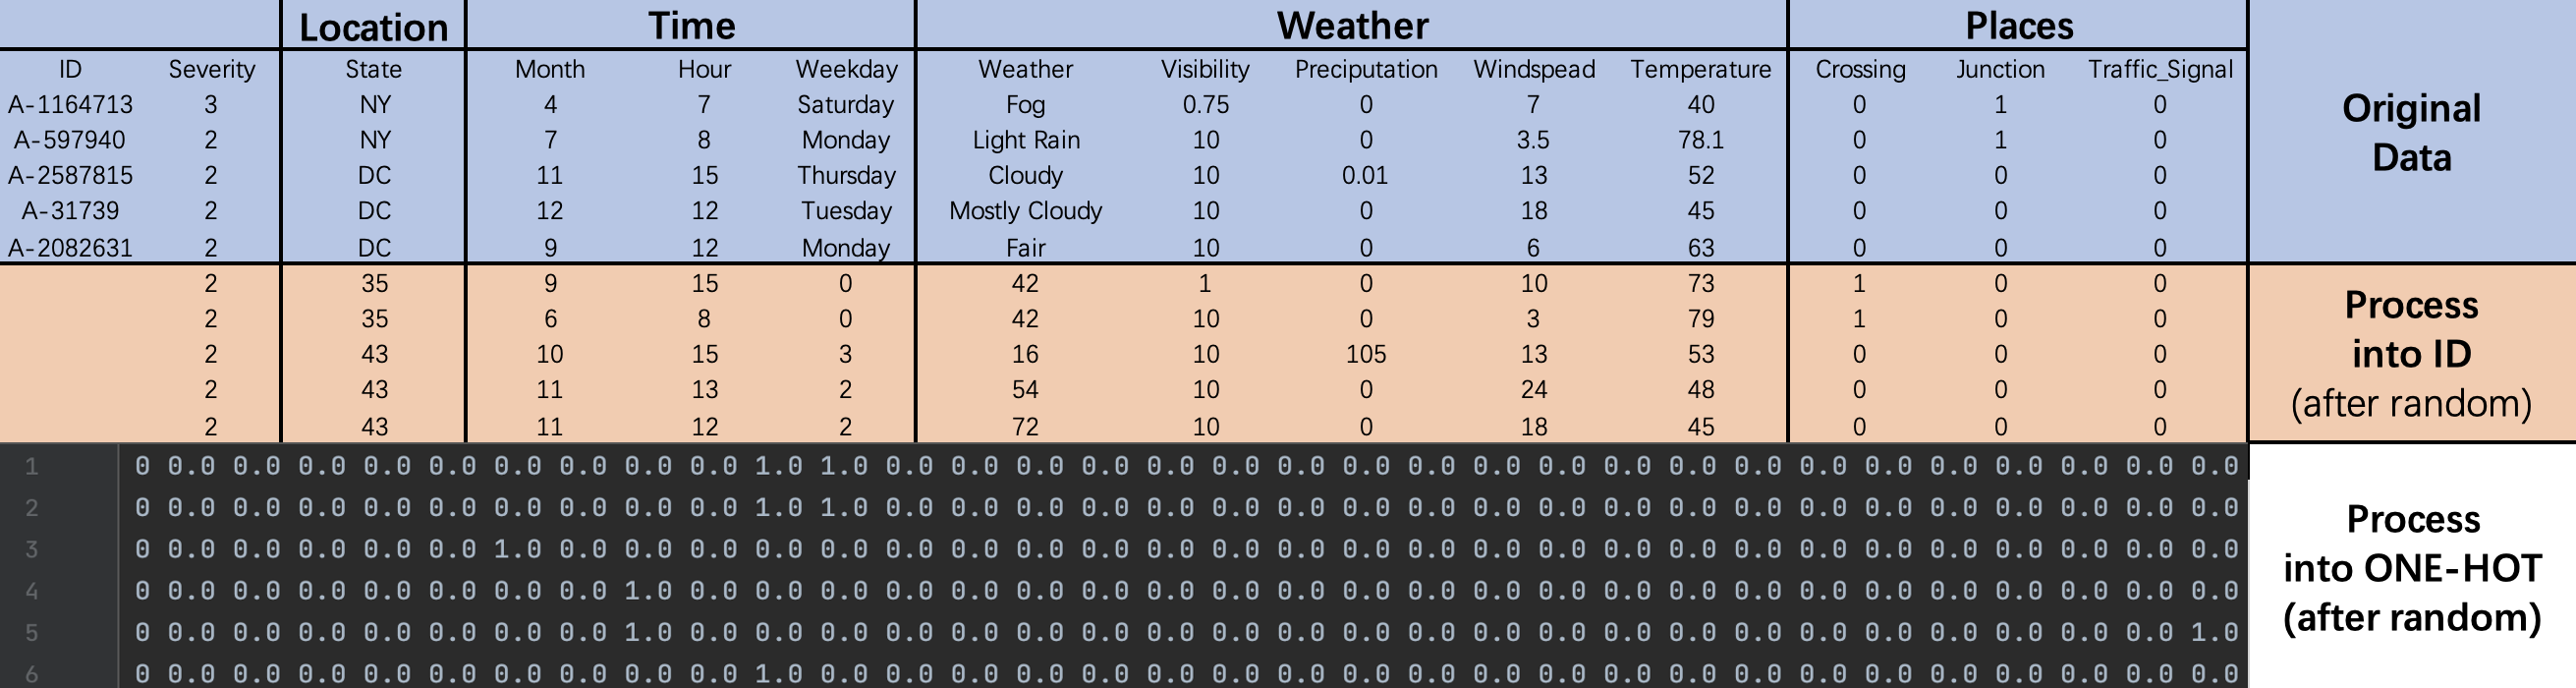 Location Time Weather Places
ID Severity State Month Hour Weekday Weather Visibility Preciputation Windspead Temperature Crossing Junction Traffic_Signal
A-1164713 3 NY 4 7 Saturday Fog 0.75 0 7 40 0 1 0
A-597940 2 NY 7 8 Monday Light Rain 10 0 3.5 78.1 0 1 0
A-2587815 2 DC 11 15 Thursday Cloudy 10 0.01 13 52 0 0 0
A-31739 2 DC 12 12 Tuesday Mostly Cloudy 10 0 18 45 0 0 0
A-2082631 2 DC 9 12 Monday Fair 10 0 6 63 0 0 0
Original
Data
2 35 9 15 0 42 1 0 10 73 1 0 0
2 35 6 8 0 42 10 0 3 79 1 0 0
2 43 10 15 3 16 10 105 13 53 0 0 0
2 43 11 13 2 54 10 0 24 48 0 0 0
2 43 11 12 2 72 10 0 18 45 0 0 0
Process
into ID
(after random)
1 0 0.0 0.0 0.0 0.0 0.0 0.0 0.0 0.0 0.0 1.0 1.0 0.0 0.0 0.0 0.0 0.0 0.0 0.0 0.0 0.0 0.0 0.0 0.0 0.0 0.0 0.0 0.0 0.0 0.0 0.0 0.0 0.0
2 0 0.0 0.0 0.0 0.0 0.0 0.0 0.0 0.0 0.0 1.0 1.0 0.0 0.0 0.0 0.0 0.0 0.0 0.0 0.0 0.0 0.0 0.0 0.0 0.0 0.0 0.0 0.0 0.0 0.0 0.0 0.0 0.0
3 0 0.0 0.0 0.0 0.0 0.0 1.0 0.0 0.0 0.0 0.0 0.0 0.0 0.0 0.0 0.0 0.0 0.0 0.0 0.0 0.0 0.0 0.0 0.0 0.0 0.0 0.0 0.0 0.0 0.0 0.0 0.0 0.0
4 0 0.0 0.0 0.0 0.0 0.0 0.0 0.0 1.0 0.0 0.0 0.0 0.0 0.0 0.0 0.0 0.0 0.0 0.0 0.0 0.0 0.0 0.0 0.0 0.0 0.0 0.0 0.0 0.0 0.0 0.0 0.0 0.0
5 0 0.0 0.0 0.0 0.0 0.0 0.0 0.0 1.0 0.0 0.0 0.0 0.0 0.0 0.0 0.0 0.0 0.0 0.0 0.0 0.0 0.0 0.0 0.0 0.0 0.0 0.0 0.0 0.0 0.0 0.0 0.0 1.0
6 0 0.0 0.0 0.0 0.0 0.0 0.0 0.0 0.0 0.0 1.0 0.0 0.0 0.0 0.0 0.0 0.0 0.0 0.0 0.0 0.0 0.0 0.0 0.0 0.0 0.0 0.0 0.0 0.0 0.0 0.0 0.0 0.0
Process
into ONE-HOT
(after random)